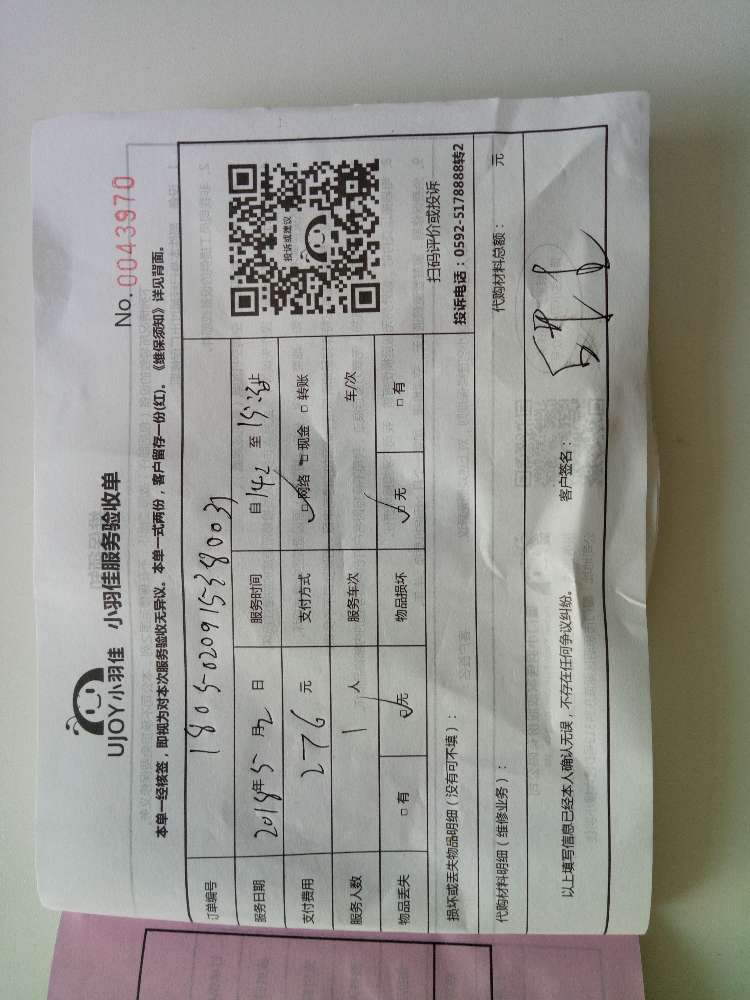 UJOY小羽佳 小羽佳服务验收单
No. 0043970
本单一经核签，即视为对本次服务验收无异议。本单一式两份，客户留存一份(红)。《维保须知》详见背面。
订单编号
服务日期 2018年5月2日 服务时间 自 至 止
支付费用 276元 支付方式 网络 现金 转账
服务人数 1人 服务车次 车/次
物品丢失 有 无 物品损坏 无 有
投诉或建议
扫码评价或投诉
投诉电话：0592-5178888转2
损坏或丢失物品明细（没有可不填）：
代购材料明细（维修业务）： 代购材料总额： 元
以上填写信息已经本人确认无误，不存在任何争议纠纷。 客户签名：